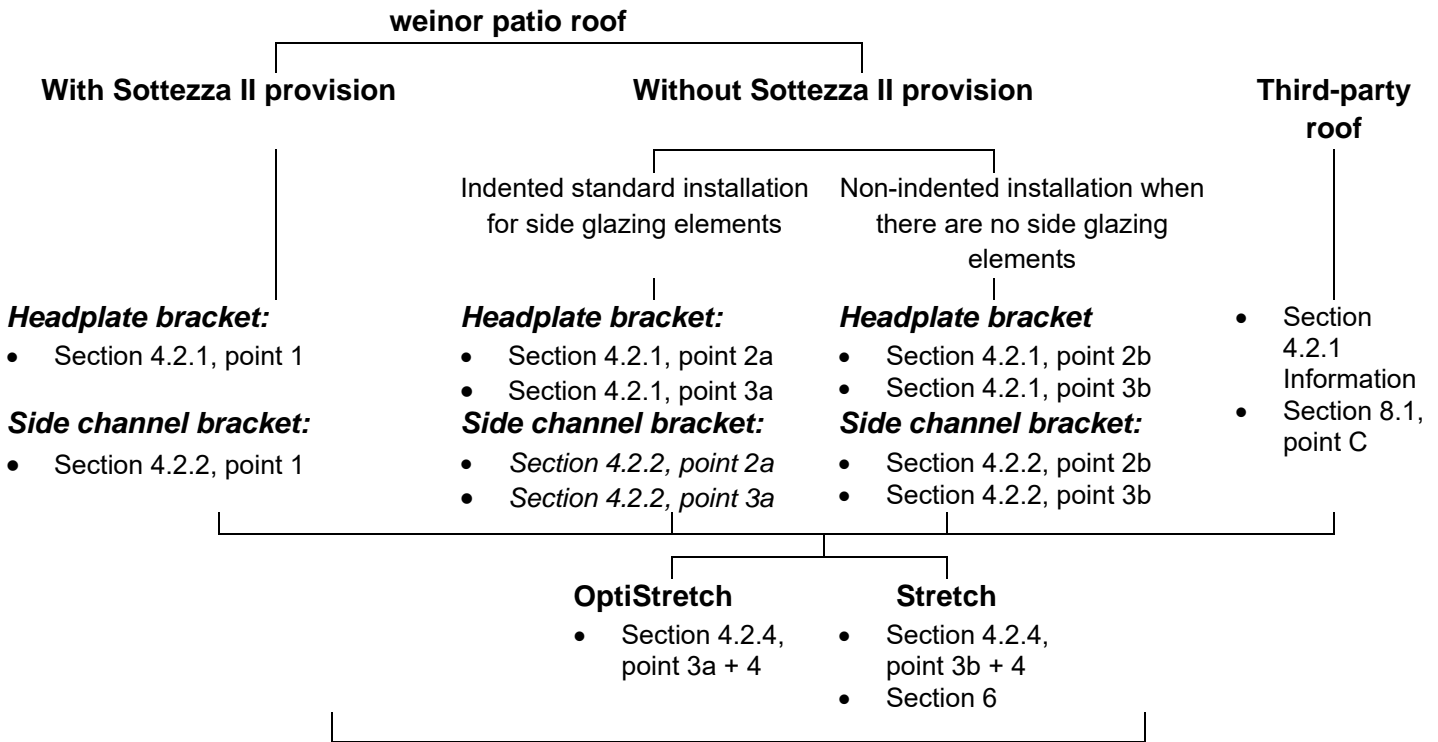 weinor patio roof
With Sottezza II provision
Without Sottezza II provision
Third-party
roof
Indented standard installation
for side glazing elements
Non-indented installation when
there are no side glazing
elements
Headplate bracket:
• Section 4.2.1, point 1
Side channel bracket:
• Section 4.2.2, point 1
Headplate bracket:
• Section 4.2.1, point 2a
• Section 4.2.1, point 3a
Side channel bracket:
• Section 4.2.2, point 2a
• Section 4.2.2, point 3a
Headplate bracket
• Section 4.2.1, point 2b
• Section 4.2.1, point 3b
Side channel bracket:
• Section 4.2.2, point 2b
• Section 4.2.2, point 3b
• Section
4.2.1
Information
• Section 8.1,
point C
OptiStretch
• Section 4.2.4,
point 3a + 4
Stretch
• Section 4.2.4,
point 3b + 4
• Section 6